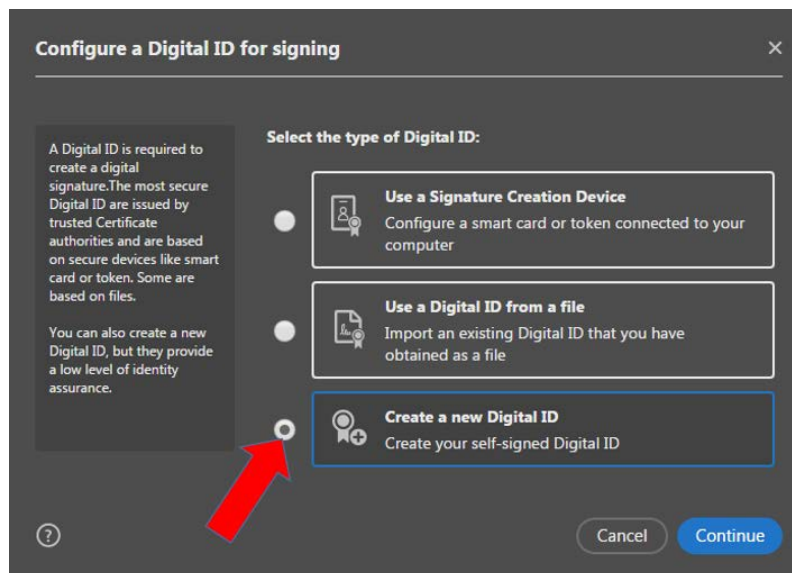 Configure a Digital ID for signing
A Digital ID is required to
create a digital
signature.The most secure
Digital ID are issued by
trusted Certificate
authorities and are based
on secure devices like smart
card or token. Some are
based on files.
You can also create a new
Digital ID, but they provide
a low level of identity
assurance.
Select the type of Digital ID:
Use a Signature Creation Device
Configure a smart card or token connected to your
computer
Use a Digital ID from a file
Import an existing Digital ID that you have
obtained as a file
Create a new Digital ID
Create your self-signed Digital ID
?
Cancel
Continue